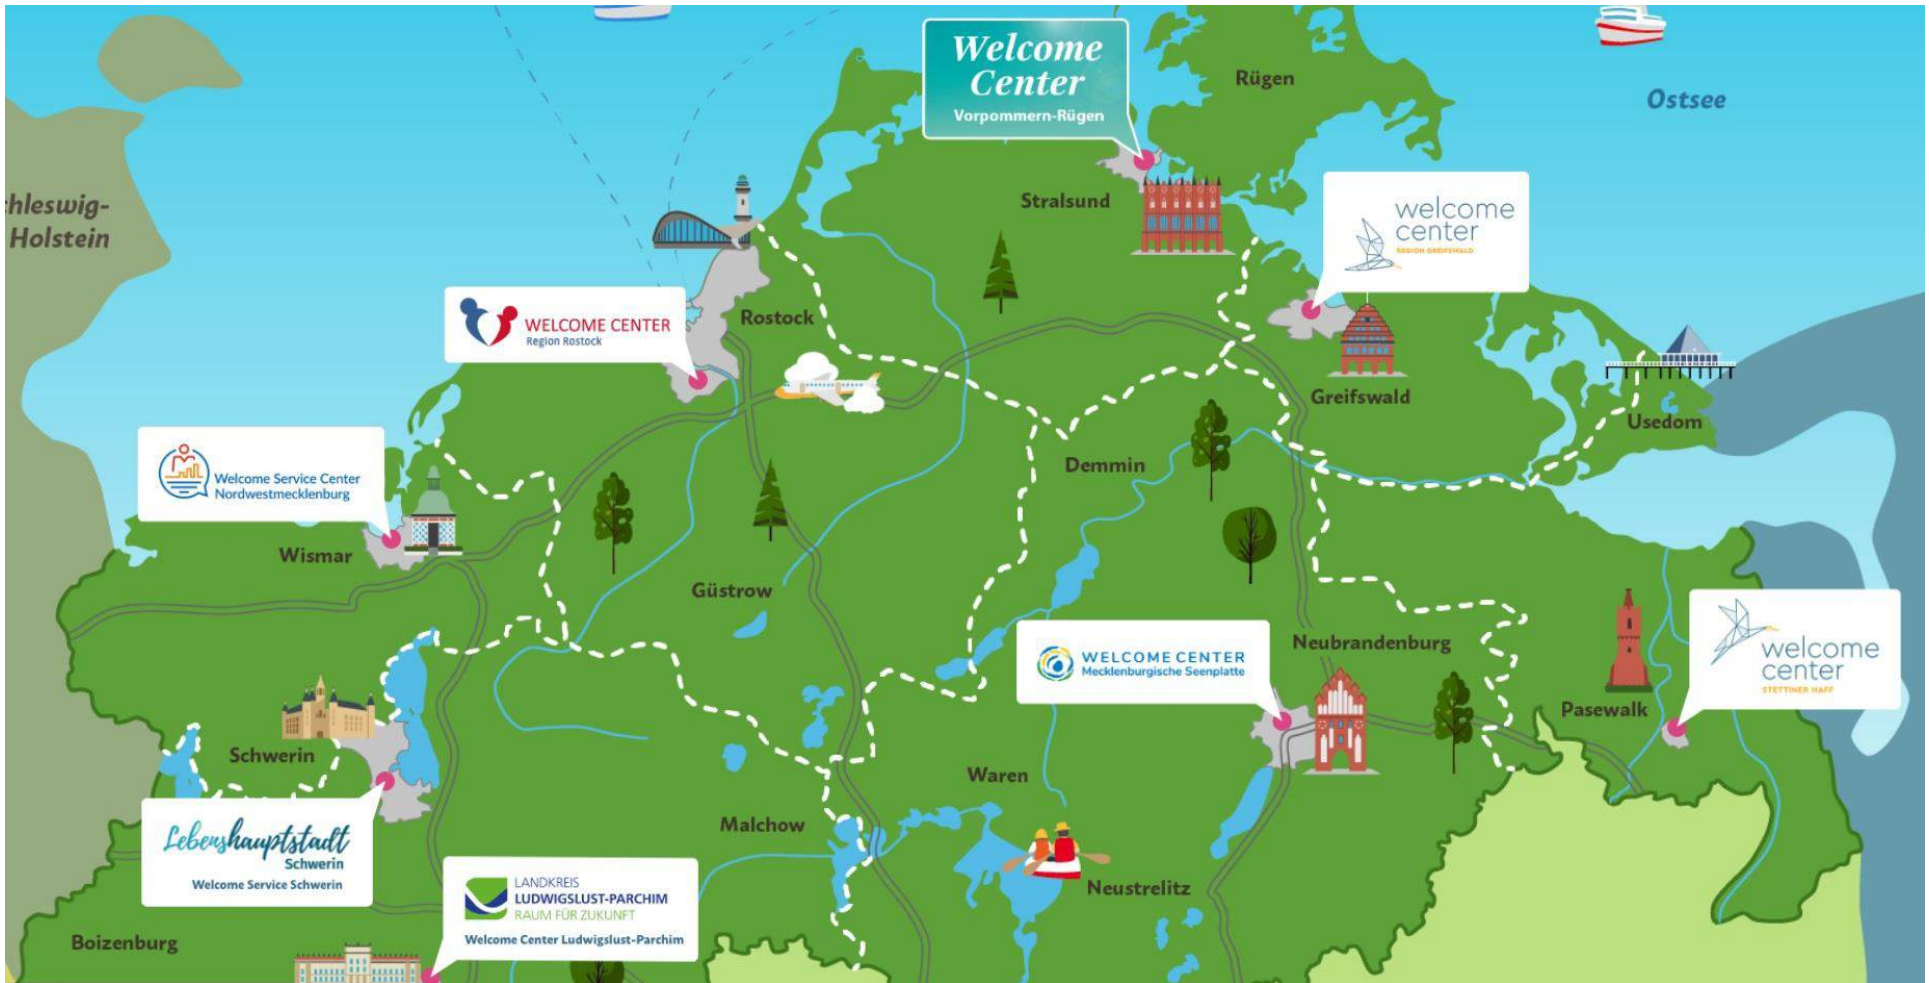 Welcome
Center
Vorpommern-Rügen
Rügen
Ostsee
hleswig-
Holstein
Stralsund
welcome
center
REGION GREIFSWALD
WELCOME CENTER
Region Rostock
Rostock
Greifswald
Usedom
Welcome Service Center
Nordwestmecklenburg
Demmin
Wismar
Güstrow
WELCOME CENTER
Mecklenburgische Seenplatte
Neubrandenburg
welcome
center
STETTINER HAFF
Pasewalk
Schwerin
Waren
Malchow
Lebenshauptstadt
Schwerin
Welcome Service Schwerin
Neustrelitz
LANDKREIS
LUDWIGSLUST-PARCHIM
RAUM FÜR ZUKUNFT
Welcome Center Ludwigslust-Parchim
Boizenburg